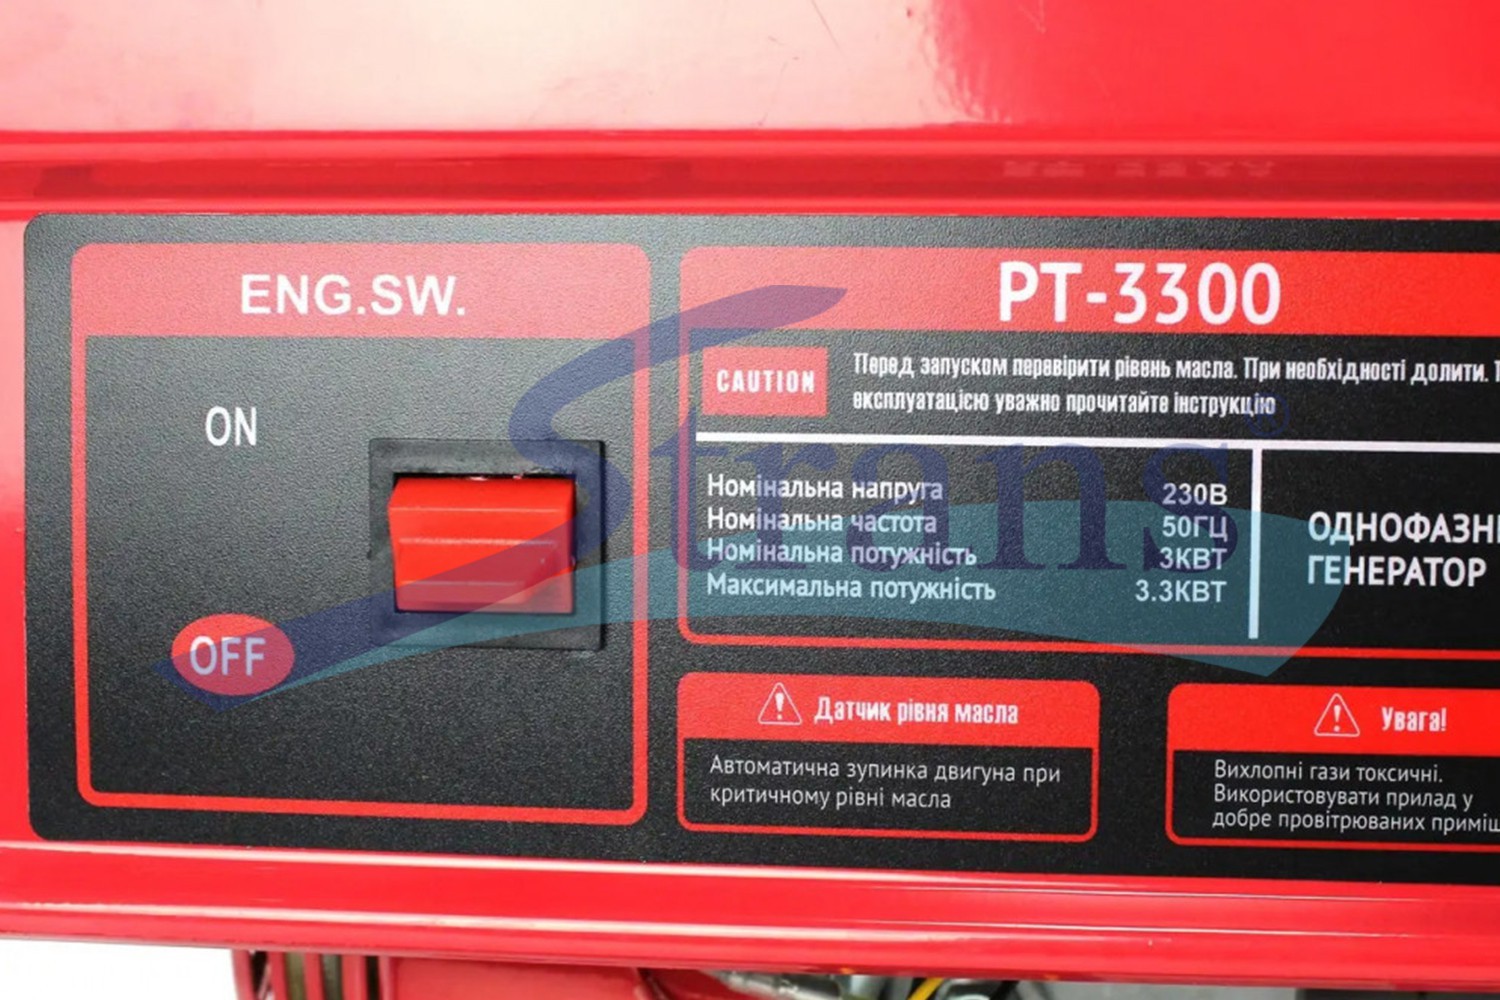 ENG.SW.
ON
OFF
PT-3300
CAUTION
Перед запуском перевірити рівень масла. При необхідності долити.
експлуатацією уважно прочитайте інструкцію
Номінальна напруга 230В
Номінальна частота 50ГЦ
Номінальна потужність 3КВТ
Максимальна потужність 3.3КВТ
ОДНОФАЗН
ГЕНЕРАТОР
Датчик рівня масла
Автоматична зупинка двигуна при
критичному рівні масла
Увага!
Вихлопні гази токсичні.
Використовувати прилад у
добре провітрюваних приміщ
Strans®